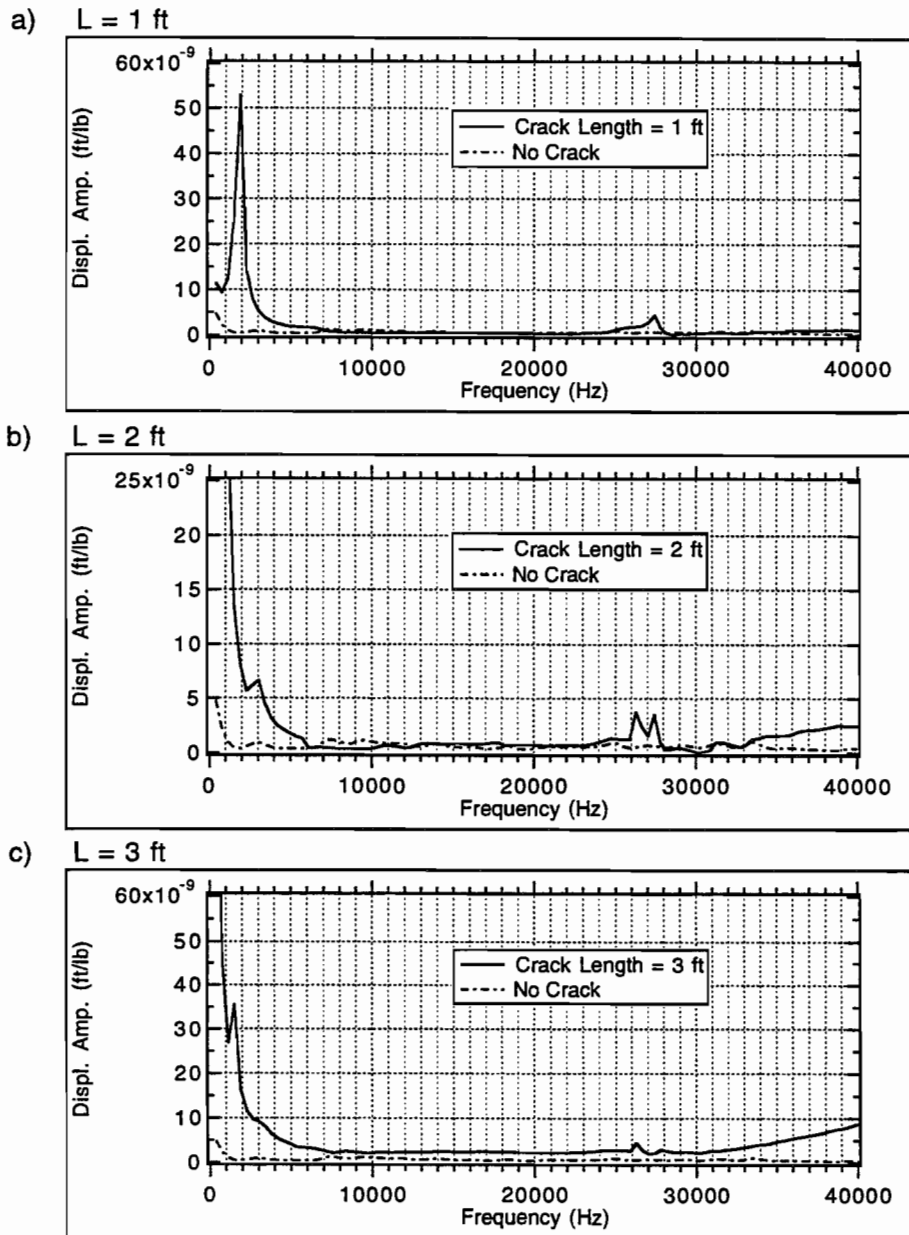 a) L = 1 ft
60x10-9
50
40
30
20
10
0
Displ. Amp. (ft/lb)
Crack Length = 1 ft
No Crack
0 10000 20000 30000 40000
Frequency (Hz)
b) L = 2 ft
25x10-9
20
15
10
5
0
Displ. Amp. (ft/lb)
Crack Length = 2 ft
No Crack
0 10000 20000 30000 40000
Frequency (Hz)
c) L = 3 ft
60x10-9
50
40
30
20
10
0
Displ. Amp. (ft/lb)
Crack Length = 3 ft
No Crack
0 10000 20000 30000 40000
Frequency (Hz)